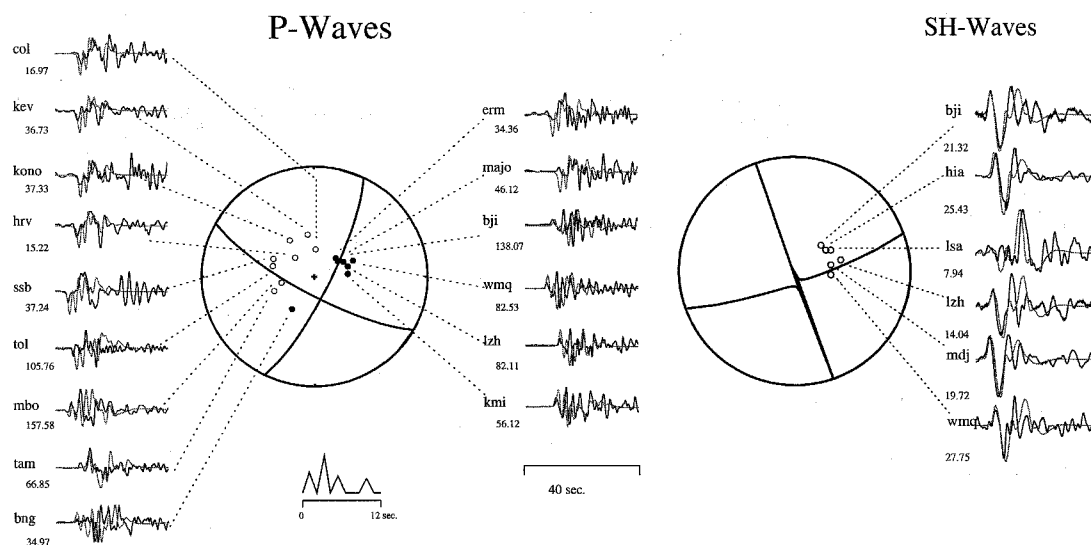 P-Waves
SH-Waves
col
16.97
kev
36.73
kono
37.33
hrv
15.22
ssb
37.24
tol
105.76
mbo
157.58
tam
66.85
bng
34.97
erm
34.36
majo
46.12
bji
138.07
wmq
82.53
lzh
82.11
kmi
56.12
0 12 sec.
40 sec.
bji
21.32
hia
25.43
lsa
7.94
lzh
14.04
mdj
19.72
wmq
27.75